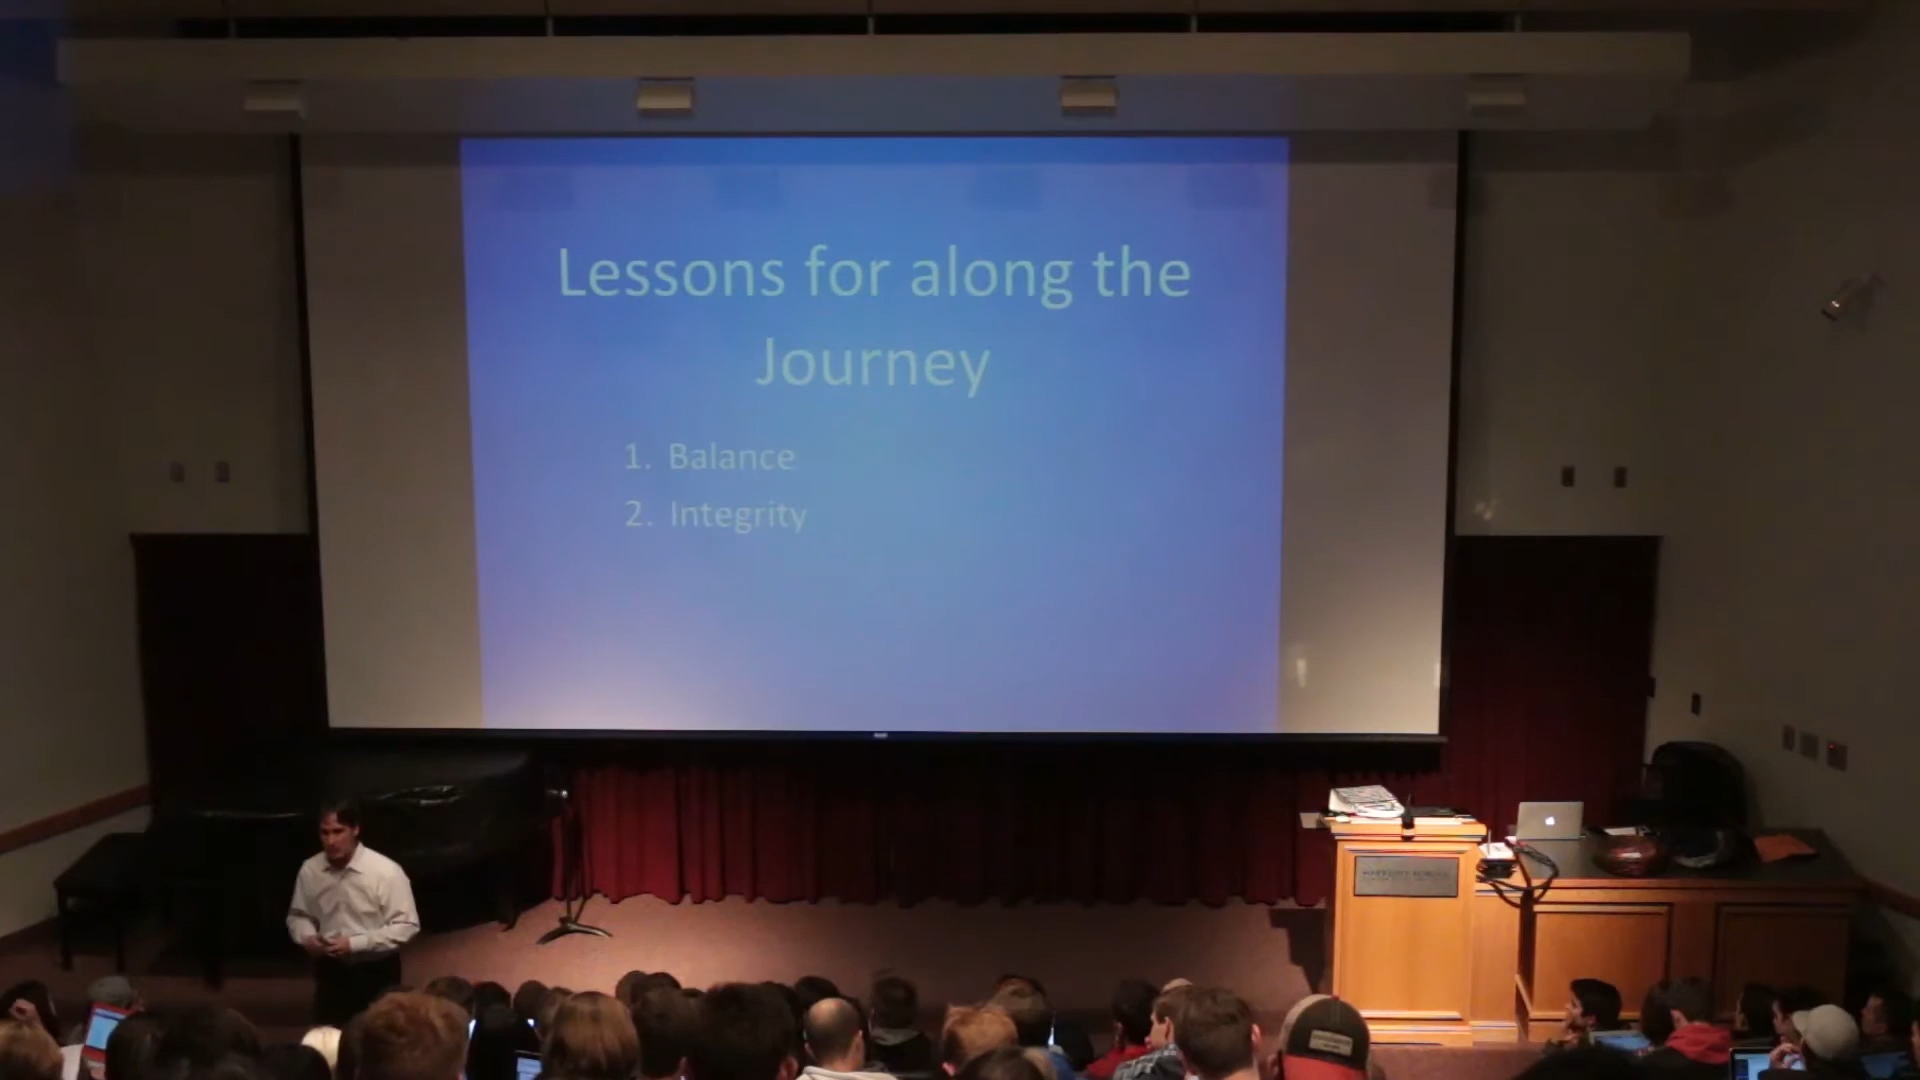 Lessons for along the
Journey
1. Balance
2. Integrity